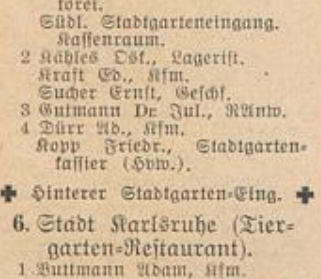 torei.
Südl. Stadtgarteneingang.
Kassenraum.
2 Kähles Osk., Lagerist.
Kraft Ed., Kfm.
Sucher Ernst, Geschf.
3 Gutmann Dr Jul., RAnw.
4 Dürr Ad., Kfm.
Kopp Friedr., Stadtgarten-
kassier (Hvw.).
✚ Hinterer Stadtgarten-Eing. ✚
6. Stadt Karlsruhe (Tier-
garten-Restaurant).
1 Buttmann Adam, Kfm.